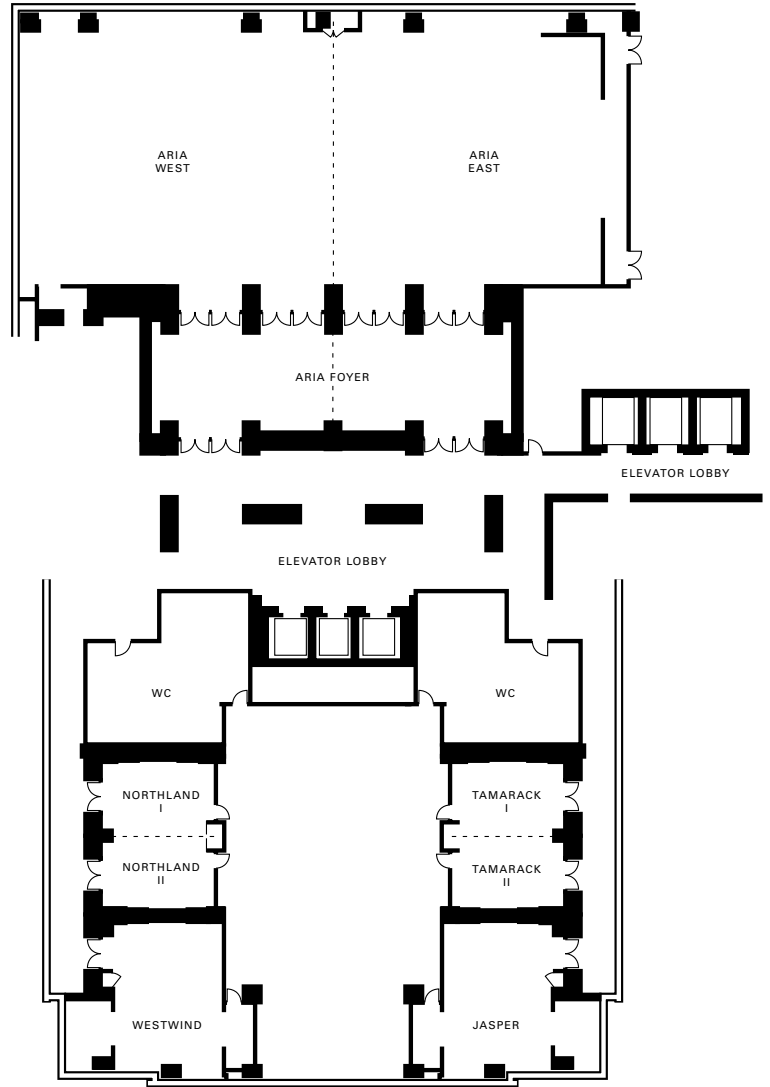 ARIA
WEST
ARIA
EAST
ARIA FOYER
ELEVATOR LOBBY
ELEVATOR LOBBY
WC
WC
NORTHLAND
I
TAMARACK
I
NORTHLAND
II
TAMARACK
II
WESTWIND
JASPER